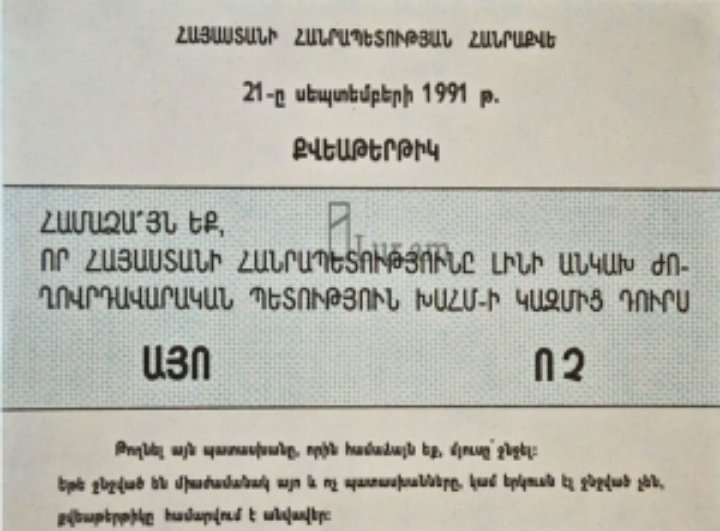 ՀԱՅԱՍՏԱՆԻ ՀԱՆՐԱՊԵՏՈՒԹՅԱՆ ՀԱՆՐԱՔՎԵ
21-ը սեպտեմբերի 1991 թ.
ՔՎԵԱԹԵՐԹԻԿ
ՀԱՄԱՁԱ՞ՅՆ ԵՔ,
ՈՐ ՀԱՅԱՍՏԱՆԻ ՀԱՆՐԱՊԵՏՈՒԹՅՈՒՆԸ ԼԻՆԻ ԱՆԿԱԽ ԺՈ-
ՂՈՎՐԴԱՎԱՐԱԿԱՆ ՊԵՏՈՒԹՅՈՒՆ ԽՍՀՄ-Ի ԿԱԶՄԻՑ ԴՈՒՐՍ
ԱՅՈ ՈՉ
Թողնել այն պատասխանը, որին համաձայն եք, մյուսը՝ ջնջել:
Եթե ջնջված են միաժամանակ այո և ոչ պատասխանները, կամ երկուսն էլ ջնջված չեն,
քվեաթերթիկը համարվում է անվավեր: